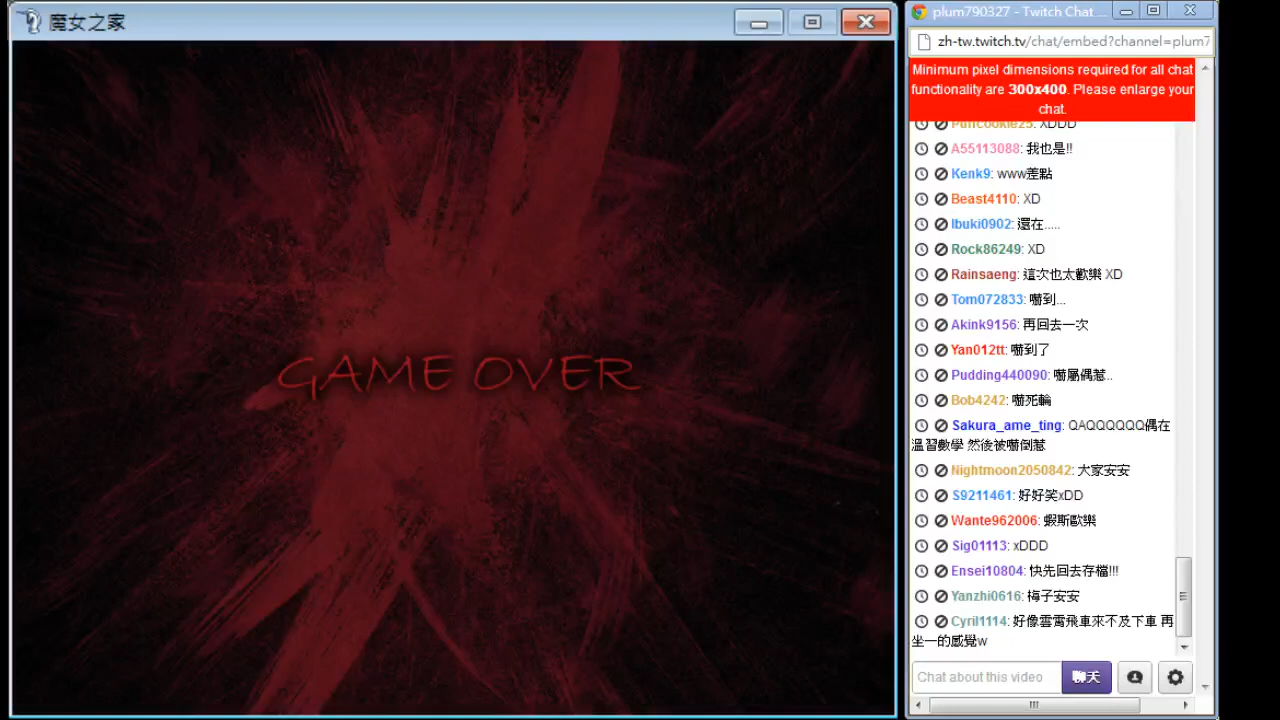 魔女之家
GAME OVER
plum790327 - Twitch Chat ...
zh-tw.twitch.tv/chat/embed?channel=plum7
Minimum pixel dimensions required for all chat
functionality are 300x400. Please enlarge your
chat.
Puffcookie25: XDDD
A55113088: 我也是!!
Kenk9: www差點
Beast4110: XD
Ibuki0902: 還在.....
Rock86249: XD
Rainsaeng: 這次也太歡樂 XD
Tom072833: 嚇到...
Akink9156: 再回去一次
Yan012tt: 嚇到了
Pudding440090: 嚇屬偶惹..
Bob4242: 嚇死輪
Sakura_ame_ting: QAQQQQQQ偶在
溫習數學 然後被嚇倒惹
Nightmoon2050842: 大家安安
S9211461: 好好笑xDD
Wante962006: 蝦斯歐樂
Sig01113: xDDD
Ensei10804: 快先回去存檔!!!
Yanzhi0616: 梅子安安
Cyril1114: 好像雲霄飛車來不及下車 再
坐一的感覺w
Chat about this video
聊天